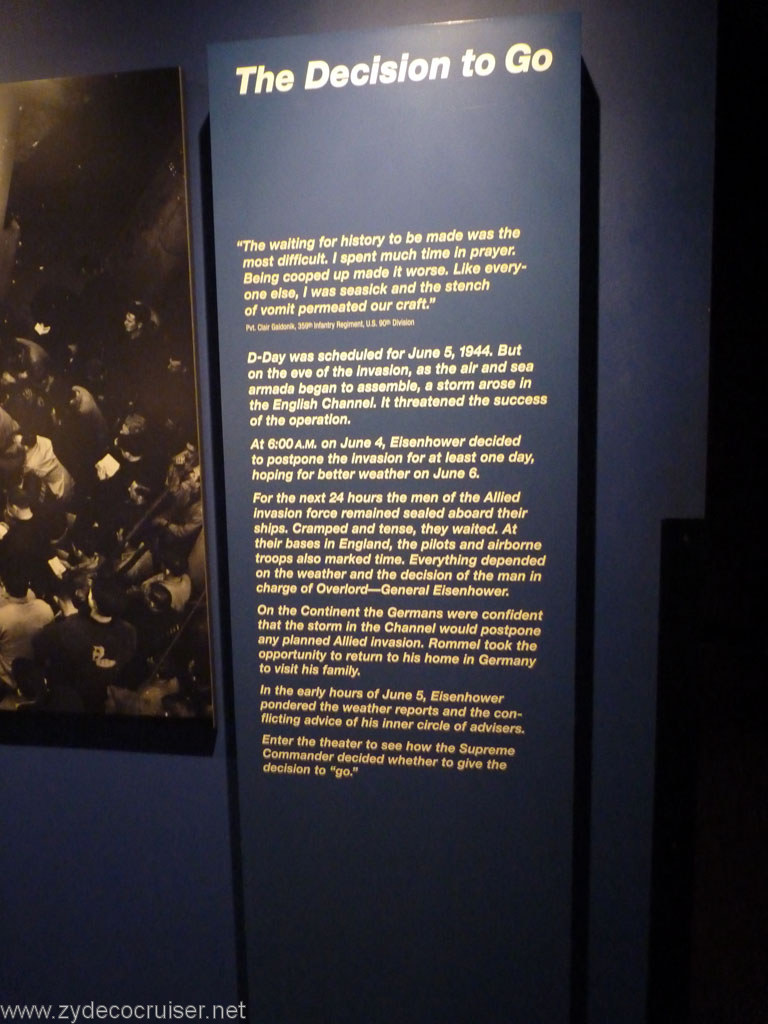 The Decision to Go
“The waiting for history to be made was the
most difficult. I spent much time in prayer.
Being cooped up made it worse. Like every-
one else, I was seasick and the stench
of vomit permeated our craft.”
Pvt. Clair Galdonik, 359th Infantry Regiment, U.S. 90th Division
D-Day was scheduled for June 5, 1944. But
on the eve of the invasion, as the air and sea
armada began to assemble, a storm arose in
the English Channel. It threatened the success
of the operation.
At 6:00 A.M. on June 4, Eisenhower decided
to postpone the invasion for at least one day,
hoping for better weather on June 6.
For the next 24 hours the men of the Allied
invasion force remained sealed aboard their
ships. Cramped and tense, they waited. At
their bases in England, the pilots and airborne
troops also marked time. Everything depended
on the weather and the decision of the man in
charge of Overlord—General Eisenhower.
On the Continent the Germans were confident
that the storm in the Channel would postpone
any planned Allied invasion. Rommel took the
opportunity to return to his home in Germany
to visit his family.
In the early hours of June 5, Eisenhower
pondered the weather reports and the con-
flicting advice of his inner circle of advisers.
Enter the theater to see how the Supreme
Commander decided whether to give the
decision to “go.”
www.zydecocruiser.net